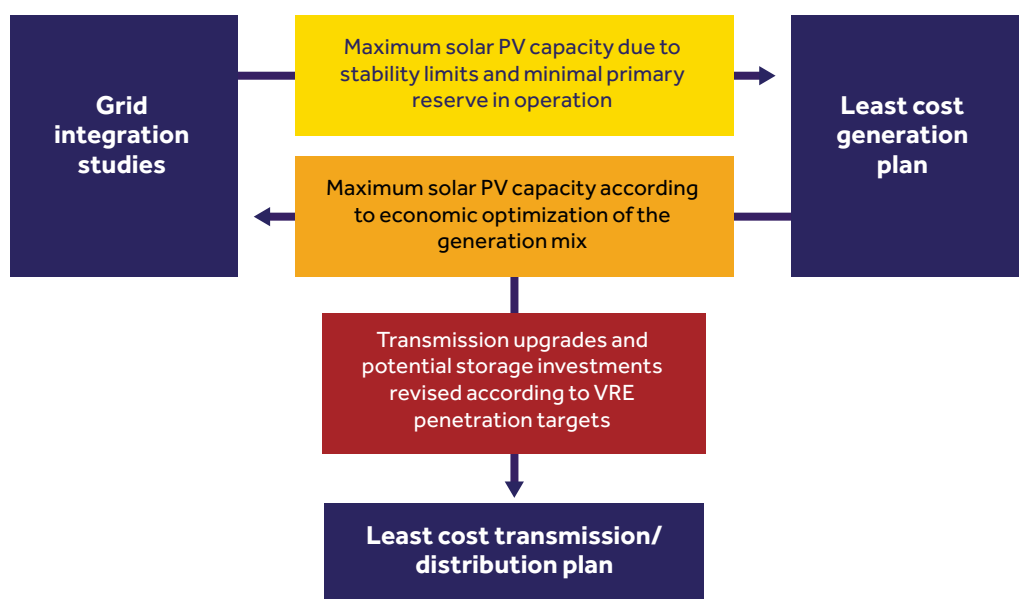 Grid
integration
studies
Maximum solar PV capacity due to
stability limits and minimal primary
reserve in operation
Least cost
generation
plan
Maximum solar PV capacity according
to economic optimization of the
generation mix
Transmission upgrades and
potential storage investments
revised according to VRE
penetration targets
Least cost transmission/
distribution plan